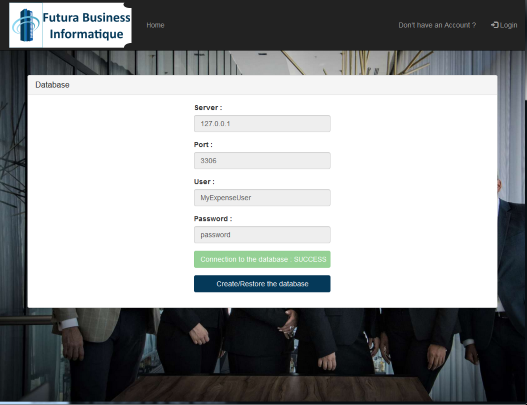 Futura Business
Informatique
Home
Don't have an Account ?
Login
Database
Server :
127.0.0.1
Port :
3306
User :
MyExpenseUser
Password :
password
Connection to the database : SUCCESS
Create/Restore the database